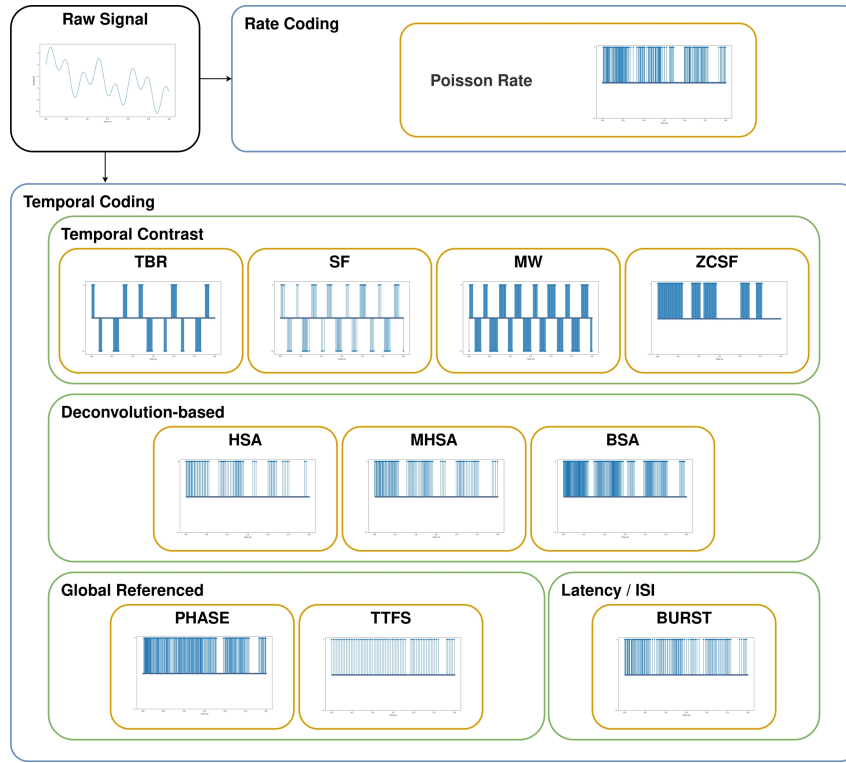 Raw Signal
Rate Coding
Poisson Rate
Temporal Coding
Temporal Contrast
TBR
SF
MW
ZCSF
Deconvolution-based
HSA
MHSA
BSA
Global Referenced
PHASE
TTFS
Latency / ISI
BURST